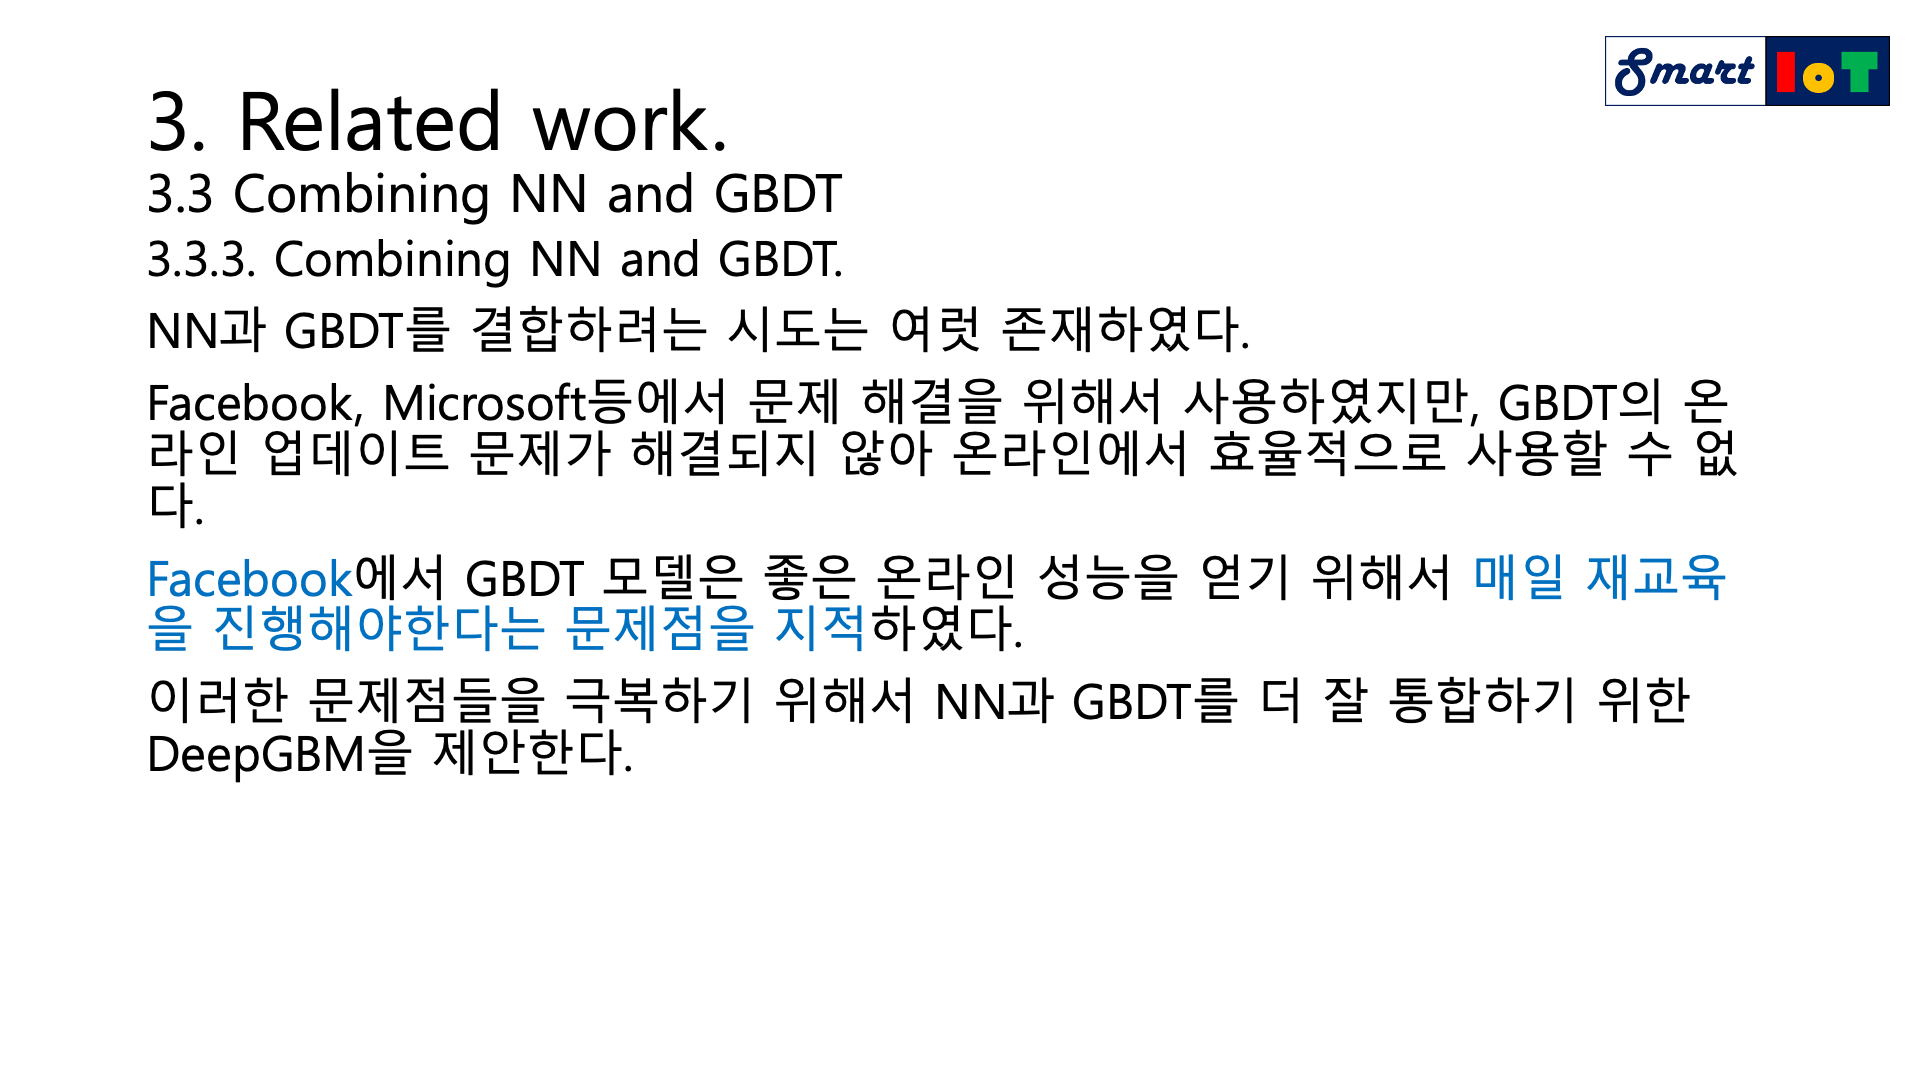 Smart IoT
3. Related work.
3.3 Combining NN and GBDT
3.3.3. Combining NN and GBDT.
NN과 GBDT를 결합하려는 시도는 여럿 존재하였다.
Facebook, Microsoft등에서 문제 해결을 위해서 사용하였지만, GBDT의 온
라인 업데이트 문제가 해결되지 않아 온라인에서 효율적으로 사용할 수 없
다.
Facebook에서 GBDT 모델은 좋은 온라인 성능을 얻기 위해서 매일 재교육
을 진행해야한다는 문제점을 지적하였다.
이러한 문제점들을 극복하기 위해서 NN과 GBDT를 더 잘 통합하기 위한
DeepGBM을 제안한다.